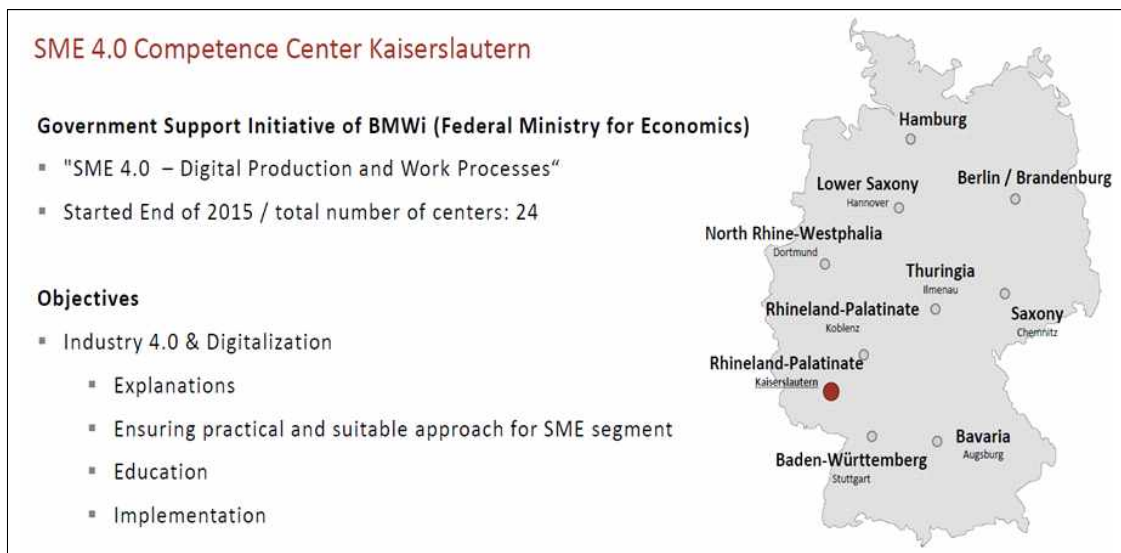 SME 4.0 Competence Center Kaiserslautern
Government Support Initiative of BMWi (Federal Ministry for Economics)
▪ "SME 4.0 – Digital Production and Work Processes“
▪ Started End of 2015 / total number of centers: 24
Objectives
▪ Industry 4.0 & Digitalization
▪ Explanations
▪ Ensuring practical and suitable approach for SME segment
▪ Education
▪ Implementation
Hamburg
Berlin / Brandenburg
Lower Saxony
Hannover
North Rhine-Westphalia
Dortmund
Thuringia
Ilmenau
Saxony
Chemnitz
Rhineland-Palatinate
Koblenz
Rhineland-Palatinate
Kaiserslautern
Bavaria
Augsburg
Baden-Württemberg
Stuttgart